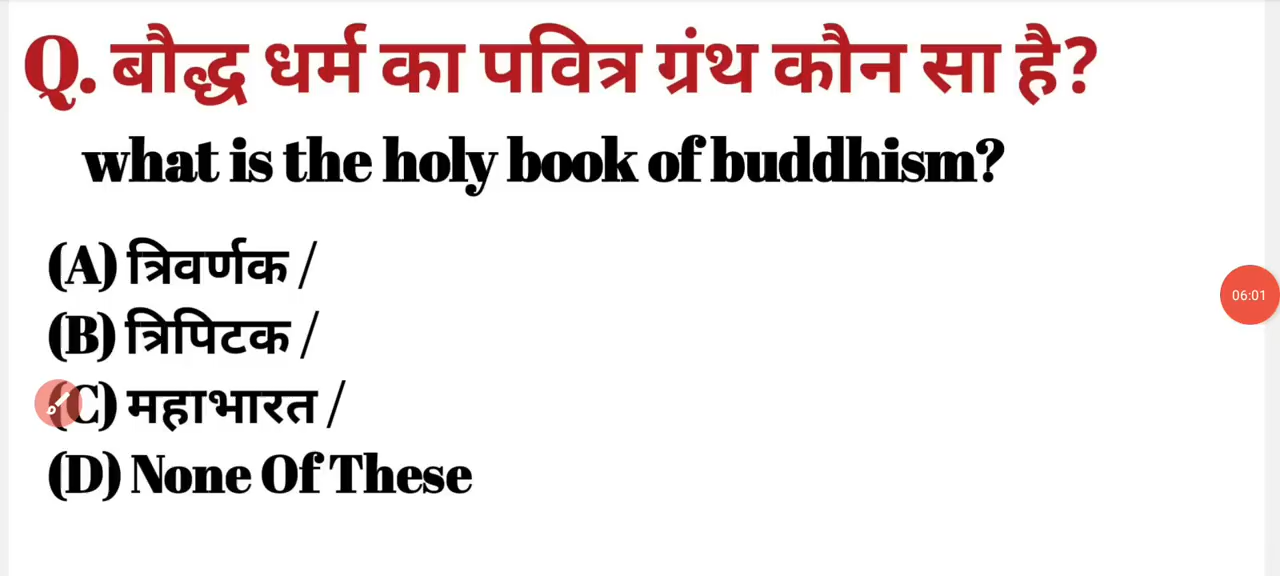 Q. बौद्ध धर्म का पवित्र ग्रंथ कौन सा है?
what is the holy book of buddhism?
(A) त्रिवर्णक /
(B) त्रिपिटक /
(C) महाभारत /
(D) None Of These
06:01